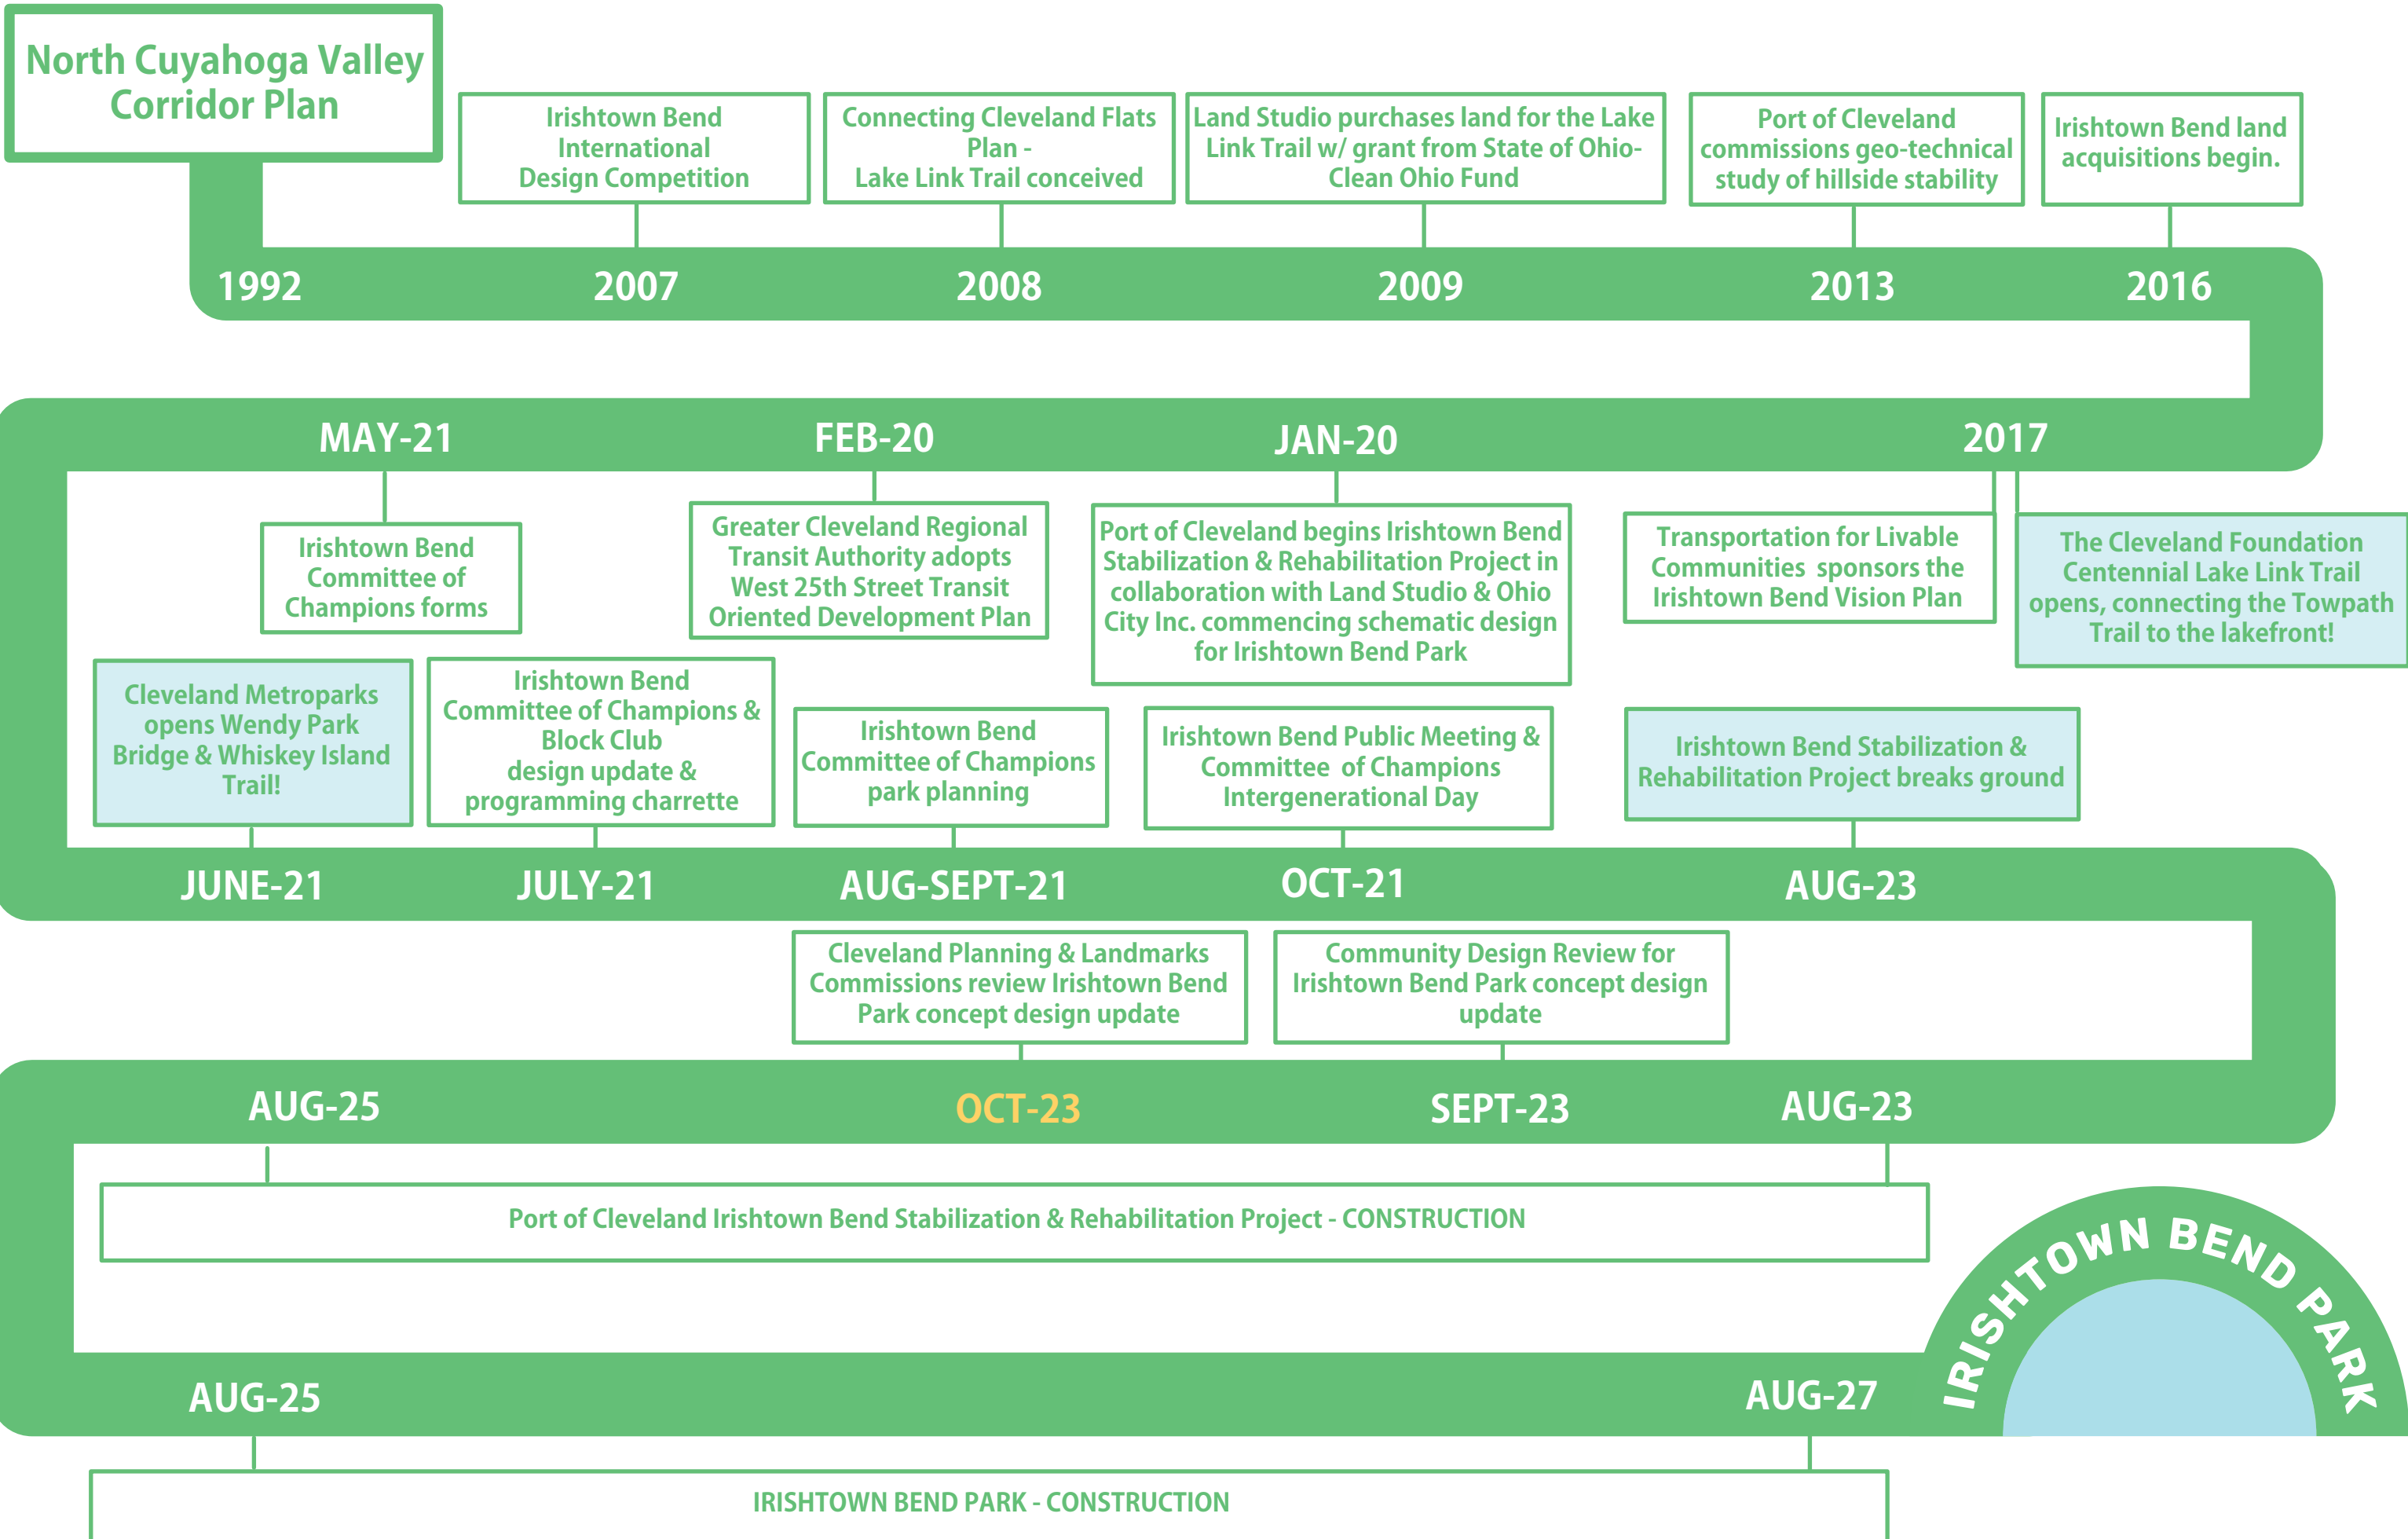 North Cuyahoga Valley
Corridor Plan
Irishtown Bend
International
Design Competition
Connecting Cleveland Flats
Plan -
Lake Link Trail conceived
Land Studio purchases land for the Lake
Link Trail w/ grant from State of Ohio-
Clean Ohio Fund
Port of Cleveland
commissions geo-technical
study of hillside stability
Irishtown Bend land
acquisitions begin.
1992
2007
2008
2009
2013
2016
MAY-21
FEB-20
JAN-20
2017
Irishtown Bend
Committee of
Champions forms
Greater Cleveland Regional
Transit Authority adopts
West 25th Street Transit
Oriented Development Plan
Port of Cleveland begins Irishtown Bend
Stabilization & Rehabilitation Project in
collaboration with Land Studio & Ohio
City Inc. commencing schematic design
for Irishtown Bend Park
Transportation for Livable
Communities sponsors the
Irishtown Bend Vision Plan
The Cleveland Foundation
Centennial Lake Link Trail
opens, connecting the Towpath
Trail to the lakefront!
Cleveland Metroparks
opens Wendy Park
Bridge & Whiskey Island
Trail!
Irishtown Bend
Committee of Champions &
Block Club
design update &
programming charrette
Irishtown Bend
Committee of Champions
park planning
Irishtown Bend Public Meeting &
Committee of Champions
Intergenerational Day
Irishtown Bend Stabilization &
Rehabilitation Project breaks ground
JUNE-21
JULY-21
AUG-SEPT-21
OCT-21
AUG-23
Cleveland Planning & Landmarks
Commissions review Irishtown Bend
Park concept design update
Community Design Review for
Irishtown Bend Park concept design
update
AUG-25
OCT-23
SEPT-23
AUG-23
Port of Cleveland Irishtown Bend Stabilization & Rehabilitation Project - CONSTRUCTION
IRISHTOWN BEND PARK
AUG-25
AUG-27
IRISHTOWN BEND PARK - CONSTRUCTION